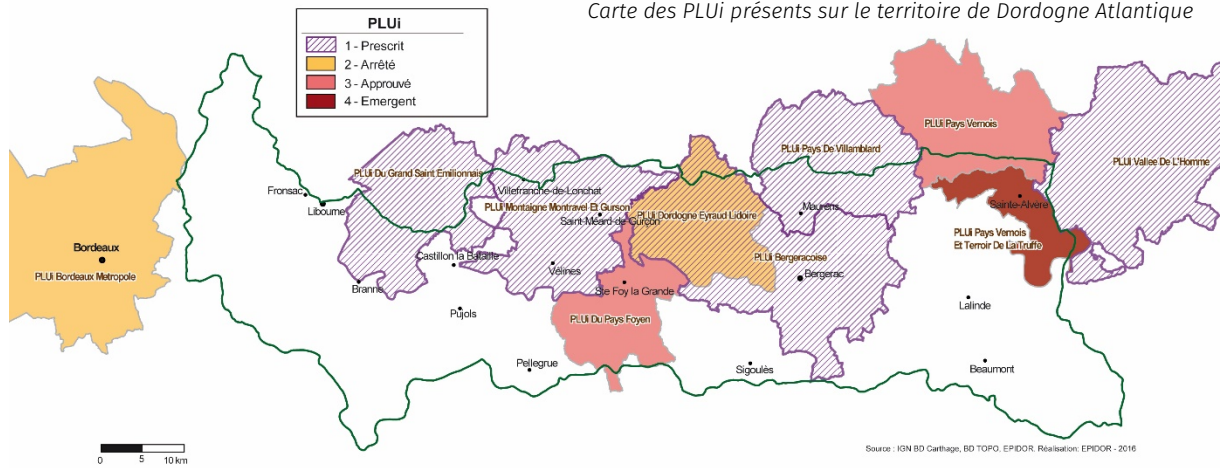 Carte des PLUi présents sur le territoire de Dordogne Atlantique
PLUi
1 - Prescrit
2 - Arrêté
3 - Approuvé
4 - Emergent
PLUi Pays Vernois
PLUi Pays De Villamblard
PLUi Vallee De L'Homme
PLUi Du Grand Saint Emilionnais
Villefranche-de-Lonchat
Fronsac
Libourne
PLUi Montaigne Montravel Et Gurson
Saint-Méard-de-Gurçon
PLUi Dordogne Eyraud Lidoire
Maurens
Sainte-Alvère
PLUi Pays Vernois
Et Terroir De LaiTruffe
Bordeaux
PLUi Bordeaux Metropole
Castillon la Bataille
Vélines
PLUi Bergeracoise
Bergerac
Branne
Ste Foy la Grande
Lalinde
Pujols
PLUi Du Pays Foyen
Pellegrue
Sigoulès
Beaumont
0 5 10 km
Source : IGN BD Carthage, BD TOPO, EPIDOR. Réalisation: EPIDOR - 2016